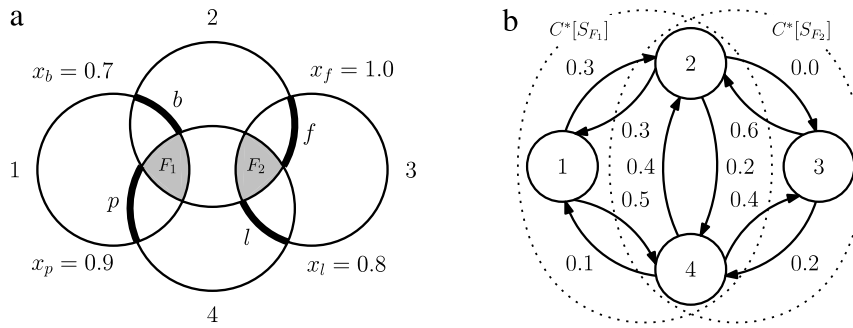 a
2
x_b = 0.7
x_f = 1.0
b
f
1
F_1
F_2
3
p
l
x_p = 0.9
x_l = 0.8
4
b
C*[S_{F_1}]
C*[S_{F_2}]
0.3
2
0.0
0.3
0.6
1
0.4
0.2
3
0.5
0.4
0.1
4
0.2